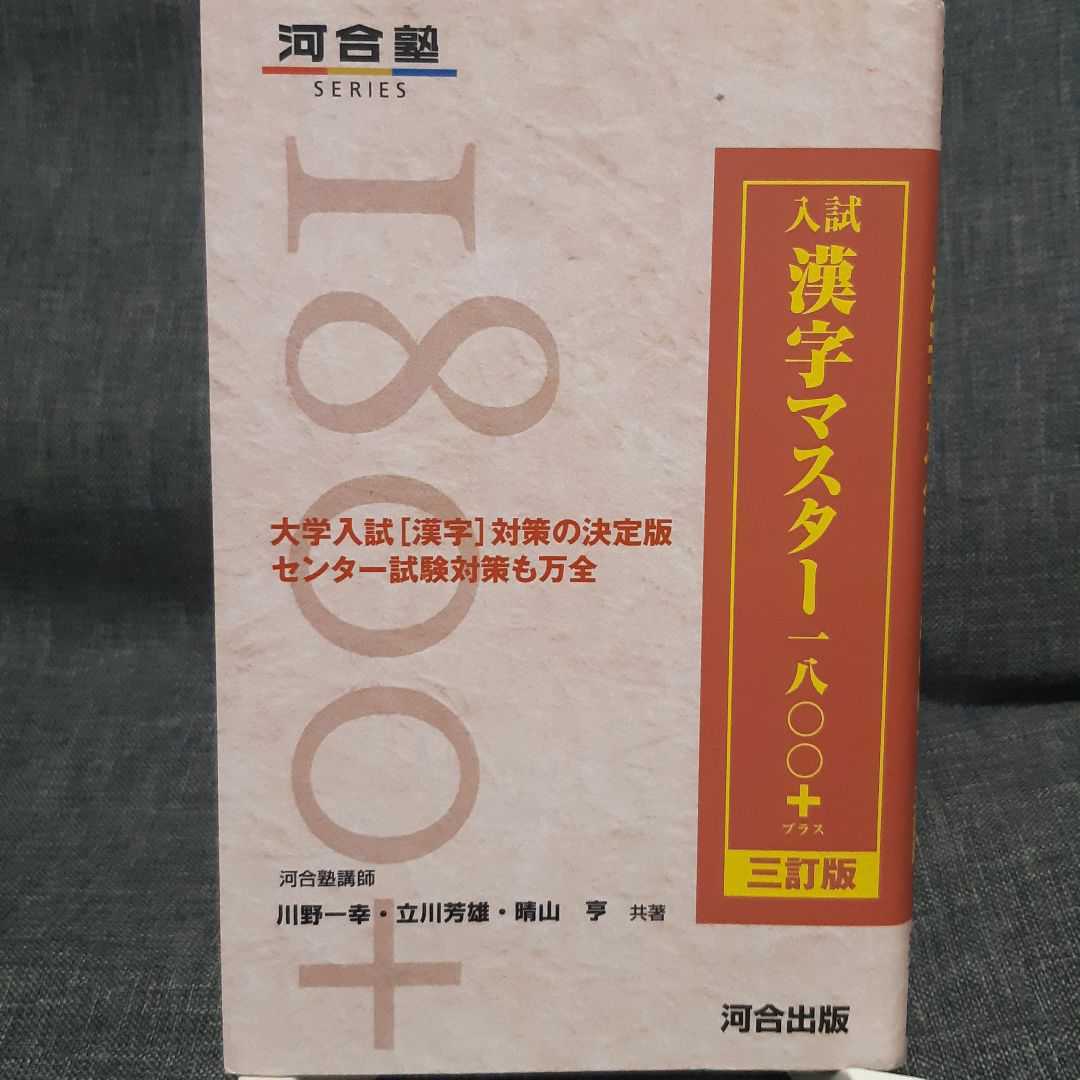 河合塾
SERIES
1800+
入試
漢字マスター一八〇〇+
プラス
三訂版
大学入試［漢字］対策の決定版
センター試験対策も万全
河合塾講師
川野一幸・立川芳雄・晴山 亨 共著
河合出版